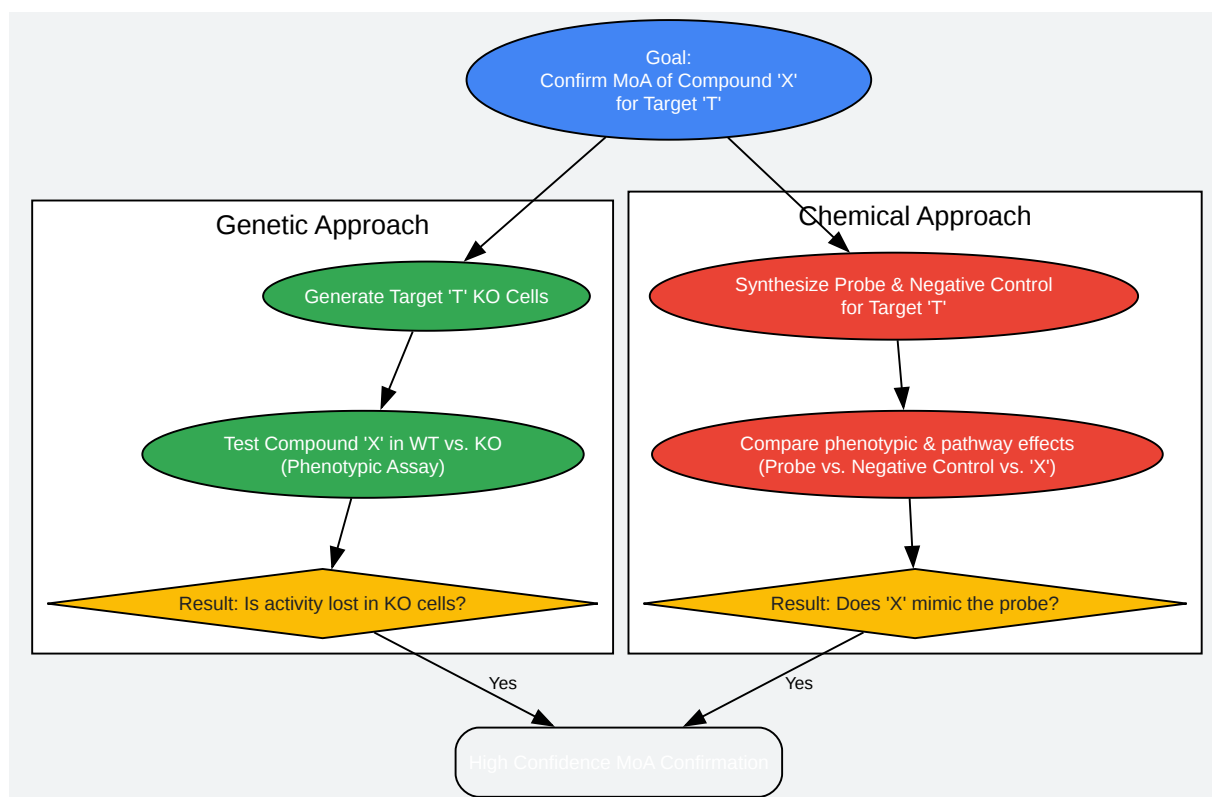 Goal:
Confirm MoA of Compound 'X'
for Target 'T'
Genetic Approach
Generate Target 'T' KO Cells
Test Compound 'X' in WT vs. KO
(Phenotypic Assay)
Result: Is activity lost in KO cells?
Yes
Chemical Approach
Synthesize Probe & Negative Control
for Target 'T'
Compare phenotypic & pathway effects
(Probe vs. Negative Control vs. 'X')
Result: Does 'X' mimic the probe?
Yes
High Confidence MoA Confirmation